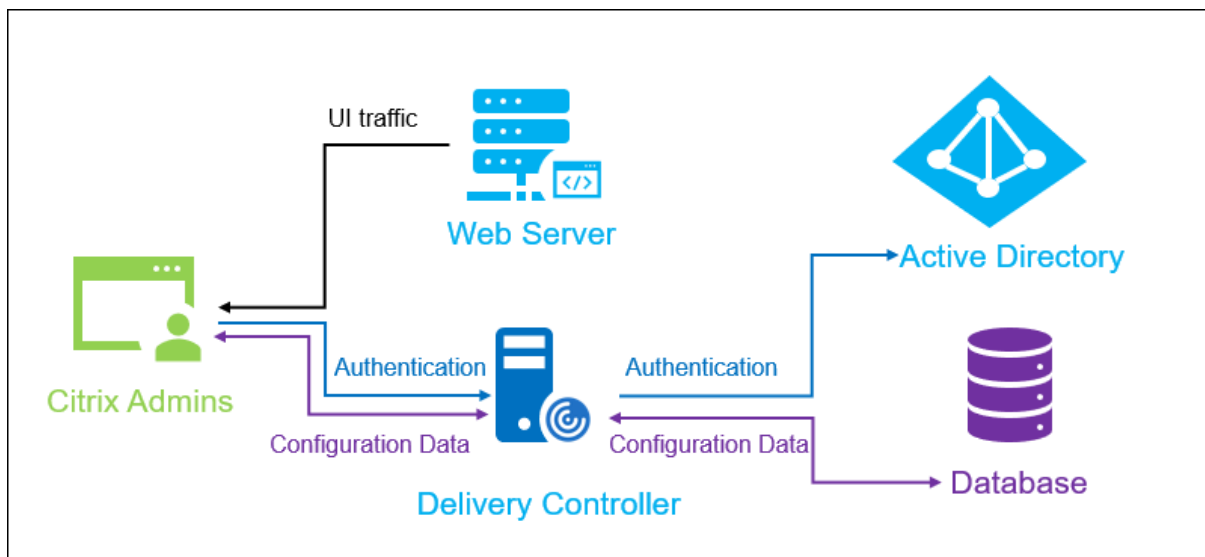 UI traffic
</>
Web Server
Active Directory
Authentication
Authentication
Citrix Admins
Configuration Data
Configuration Data
Database
Delivery Controller